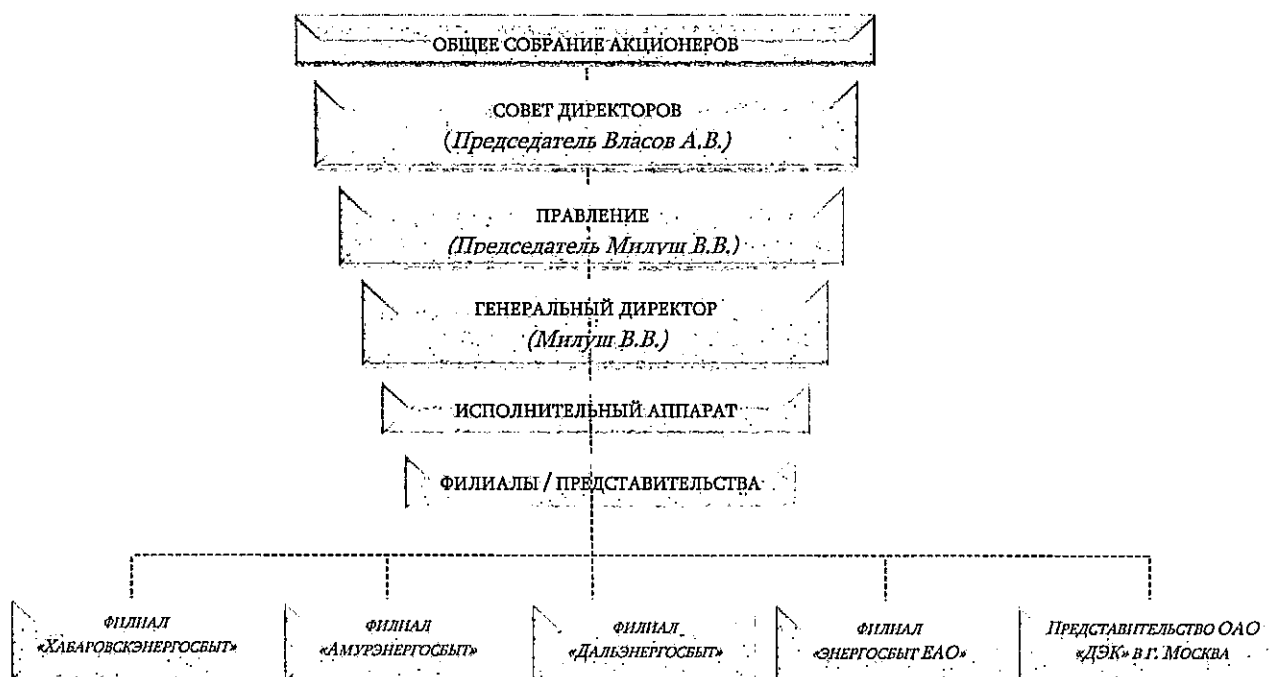 ОБЩЕЕ СОБРАНИЕ АКЦИОНЕРОВ
СОВЕТ ДИРЕКТОРОВ
(Председатель Власов А.В.)
ПРАВЛЕНИЕ
(Председатель Милуш В.В.)
ГЕНЕРАЛЬНЫЙ ДИРЕКТОР
(Милуш В.В.)
ИСПОЛНИТЕЛЬНЫЙ АППАРАТ
ФИЛИАЛЫ / ПРЕДСТАВИТЕЛЬСТВА
ФИЛИАЛ
«ХАБАРОВСКЭНЕРГОСБЫТ»
ФИЛИАЛ
«АМУРЭНЕРГОСБЫТ»
ФИЛИАЛ
«ДАЛЬЭНЕРГОСБЫТ»
ФИЛИАЛ
«ЭНЕРГОСБЫТ ЕАО»
ПРЕДСТАВИТЕЛЬСТВО ОАО
«ДЭК» В Г. МОСКВА